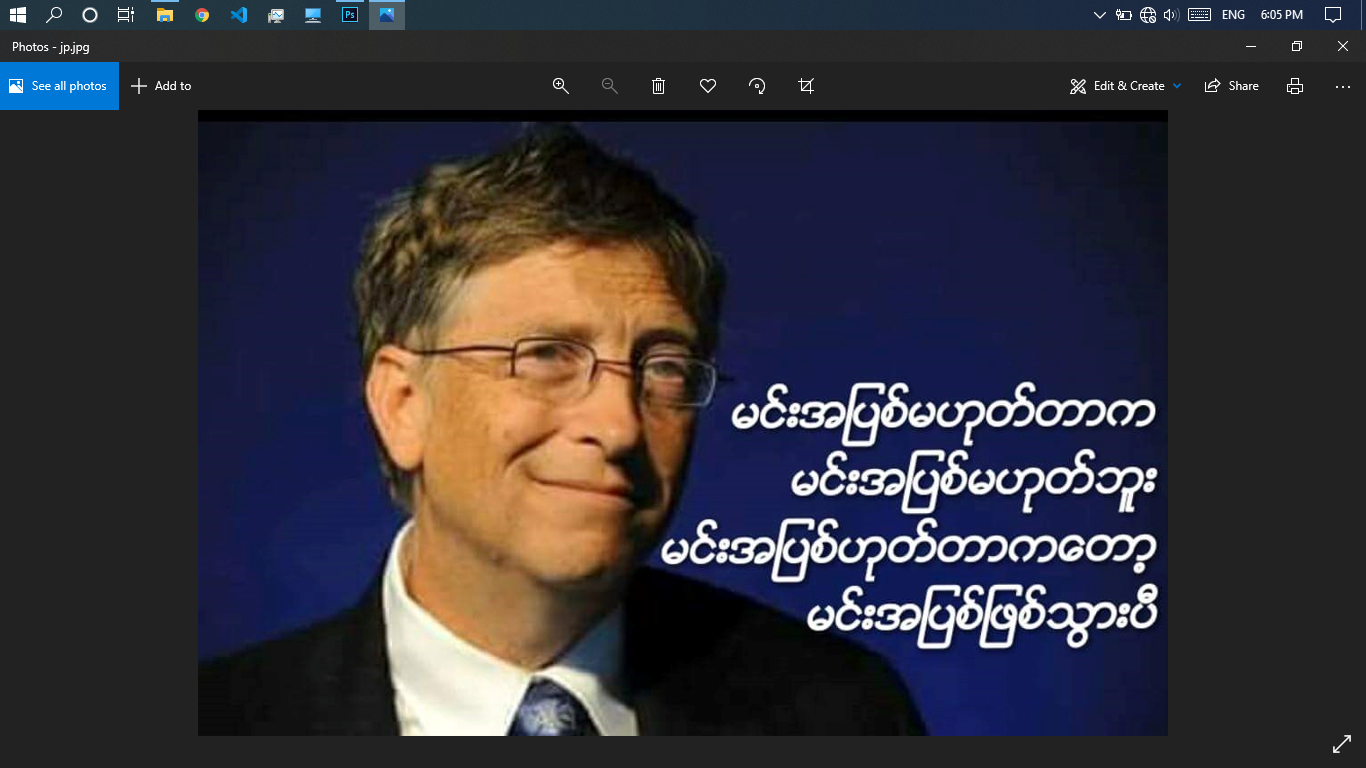 Ps
ENG
6:05 PM
Photos - jp.jpg
See all photos
Add to
Edit & Create
Share
မင်းအပြစ်မဟုတ်တာက
မင်းအပြစ်မဟုတ်ဘူး
မင်းအပြစ်ဟုတ်တာကတော့
မင်းအပြစ်ဖြစ်သွားပီ